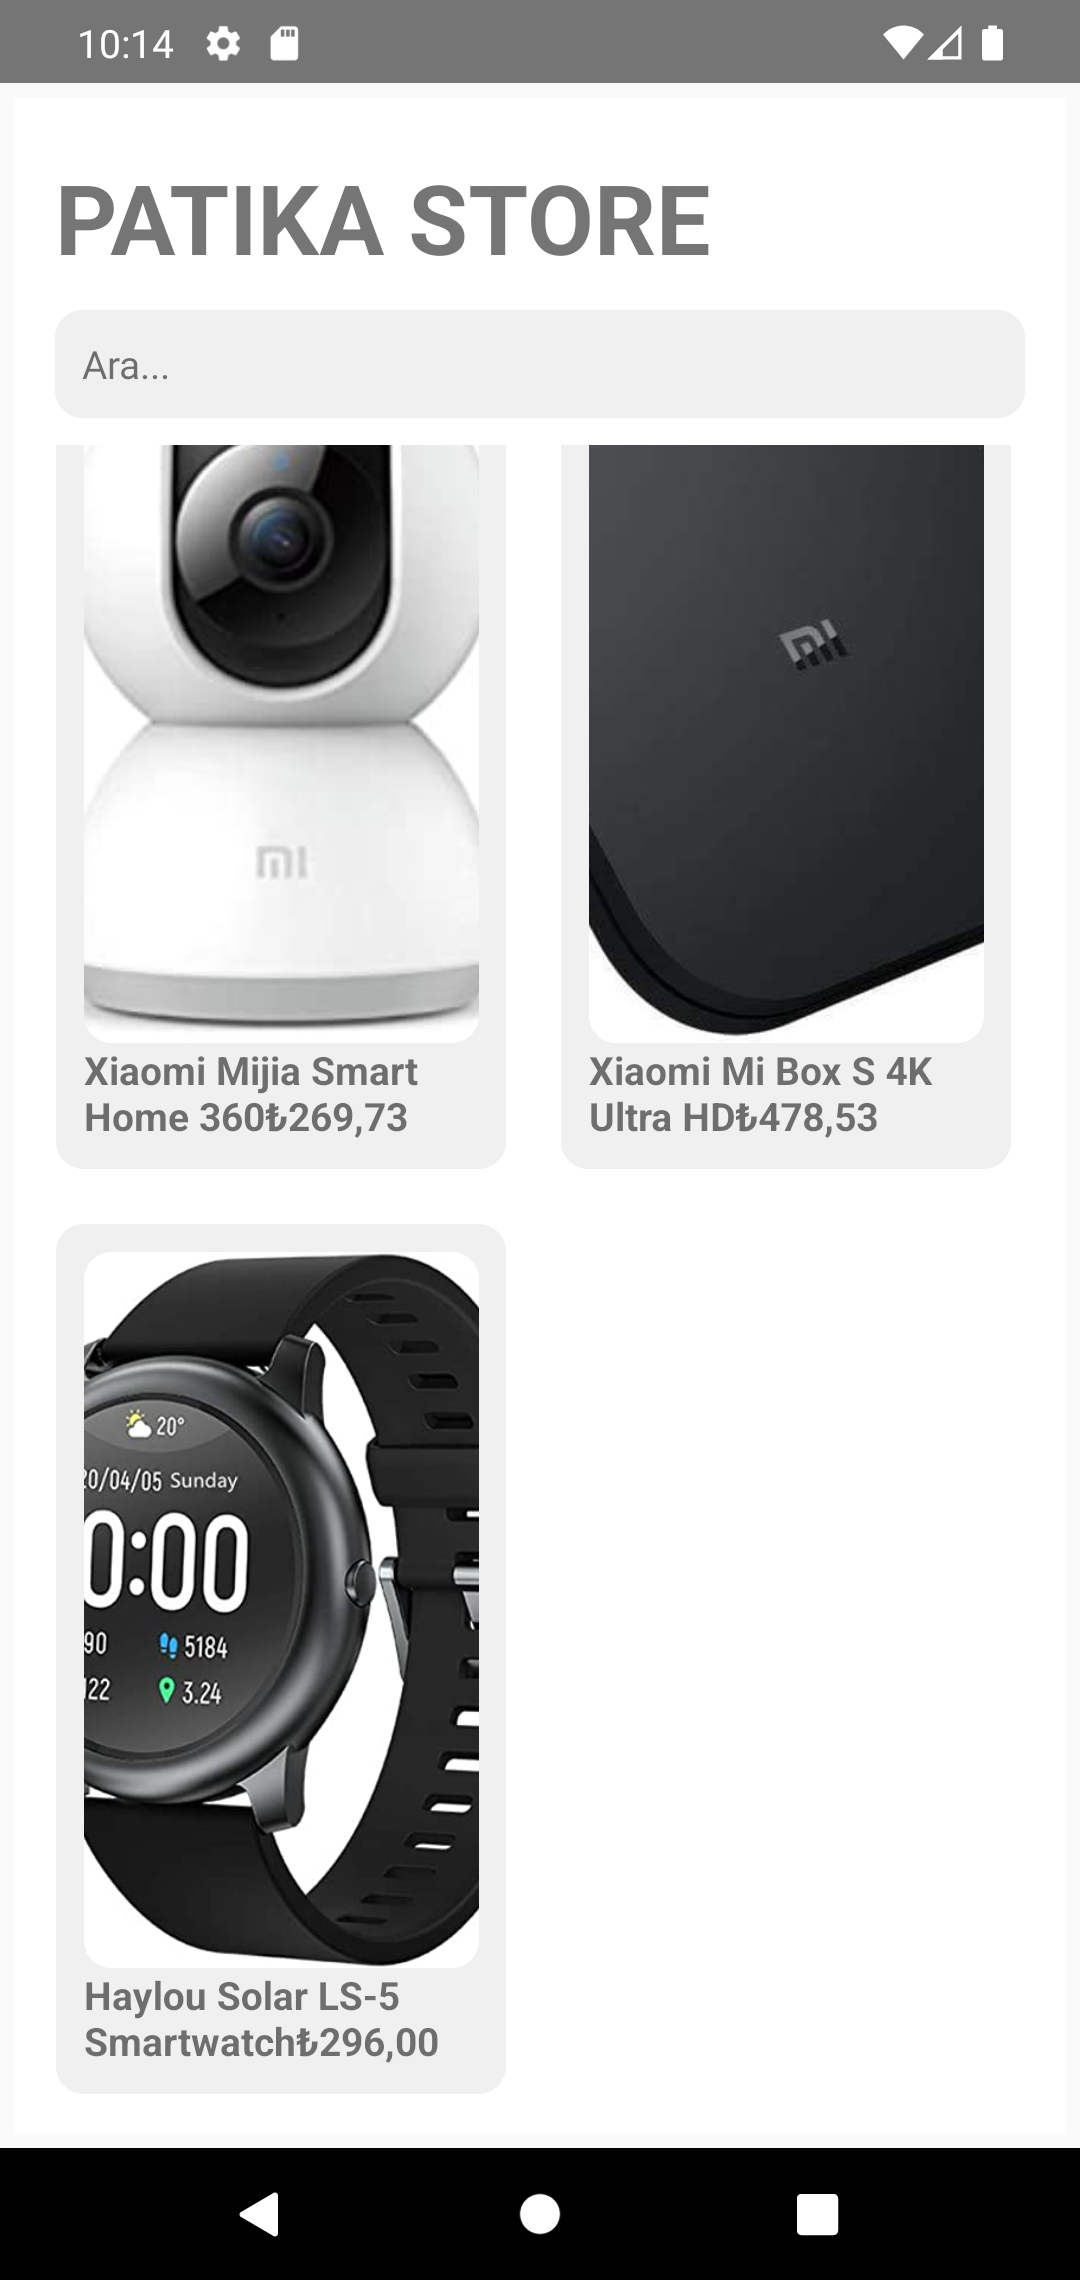 10:14
PATIKA STORE
Ara...
mi
mi
Xiaomi Mijia Smart
Home 360₺269,73
Xiaomi Mi Box S 4K
Ultra HD₺478,53
20°
20/04/05 Sunday
0:00
90
5184
122
3.24
Haylou Solar LS-5
Smartwatch₺296,00